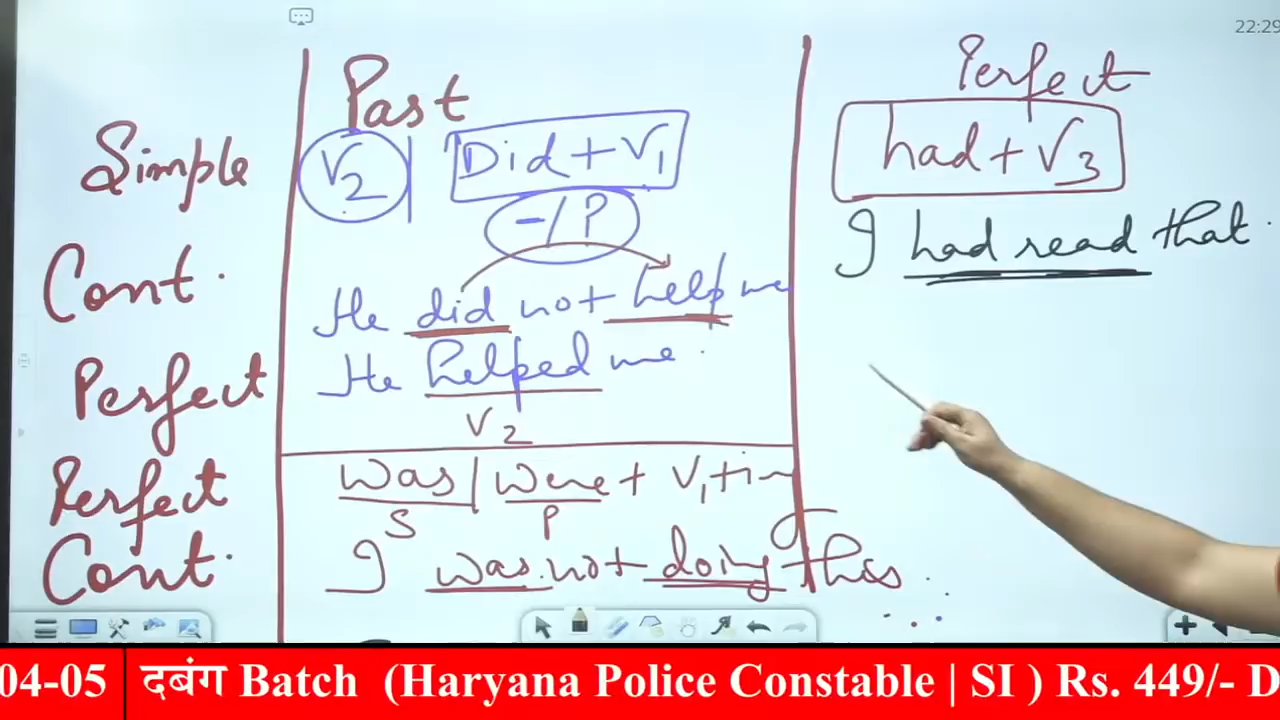 22:29
Past
Perfect
Simple
V2 | Did + V1
had + V3
-/P
I had read that.
Cont.
He did not help me
Perfect
He helped me.
V2
Perfect
Was | Were + V1 + ing
S P
Cont.
I was not doing this.
04-05 दबंग Batch (Haryana Police Constable | SI ) Rs. 449/- D